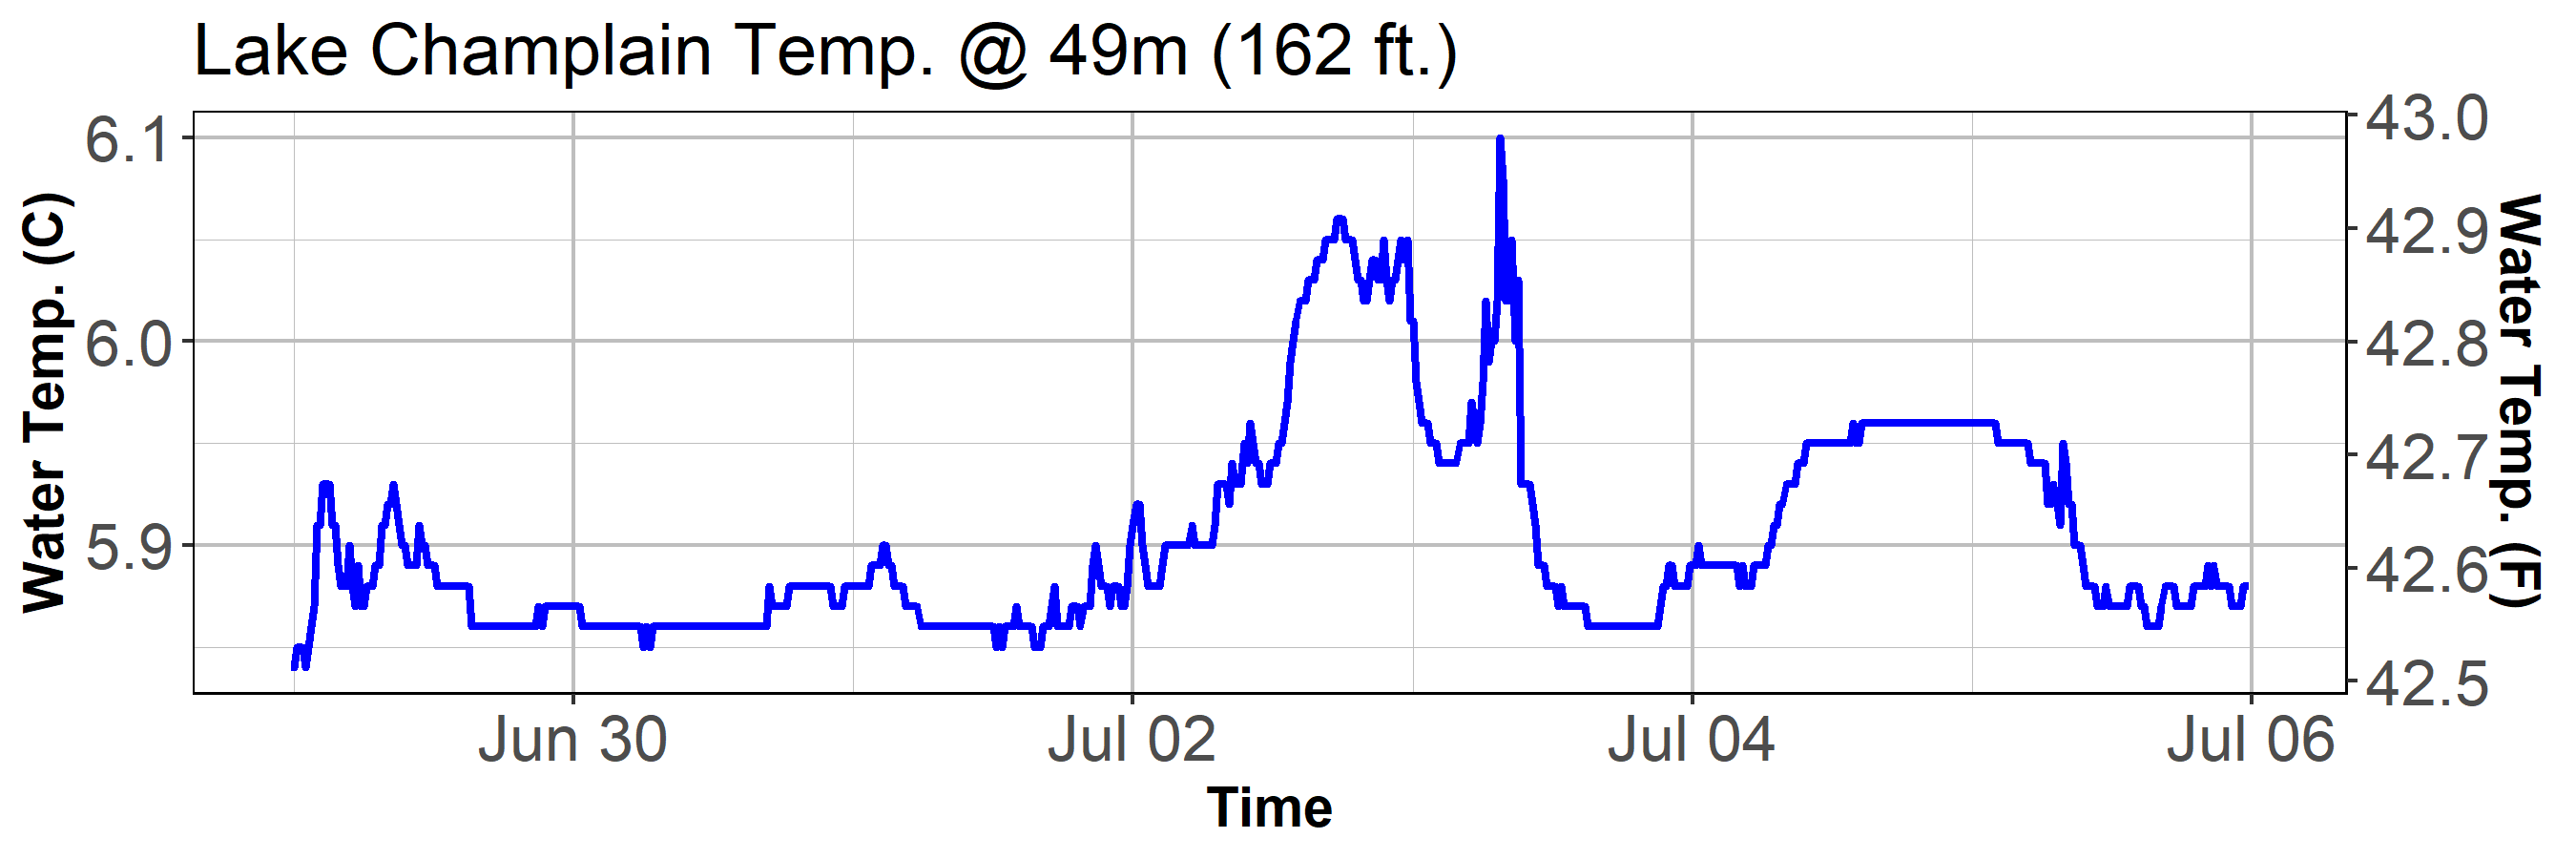 Lake Champlain Temp. @ 49m (162 ft.)
Water Temp. (C)
6.1
6.0
5.9
43.0
42.9
42.8
42.7
42.6
42.5
Water Temp. (F)
Jun 30
Jul 02
Jul 04
Jul 06
Time